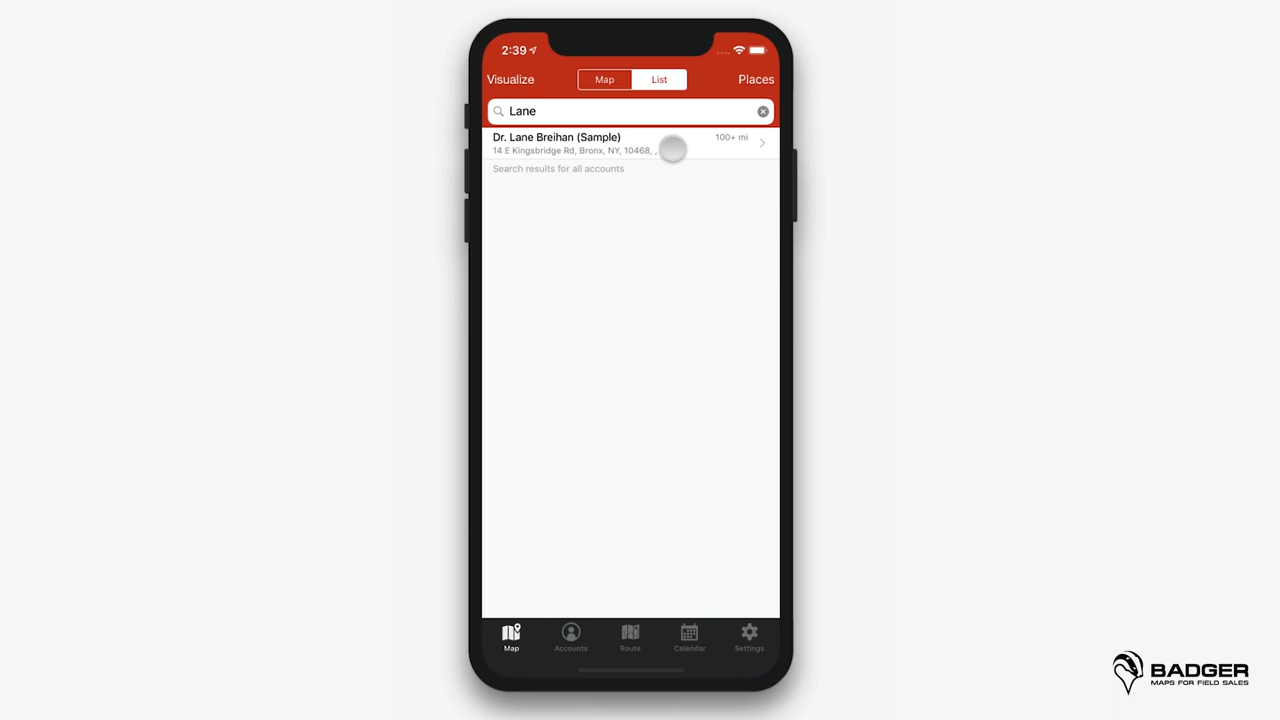 2:39
Visualize
Map
List
Places
Lane
Dr. Lane Breihan (Sample)
100+ mi
14 E Kingsbridge Rd, Bronx, NY, 10468, ,
Search results for all accounts
Map
Accounts
Route
Calendar
Settings
BADGER
MAPS FOR FIELD SALES